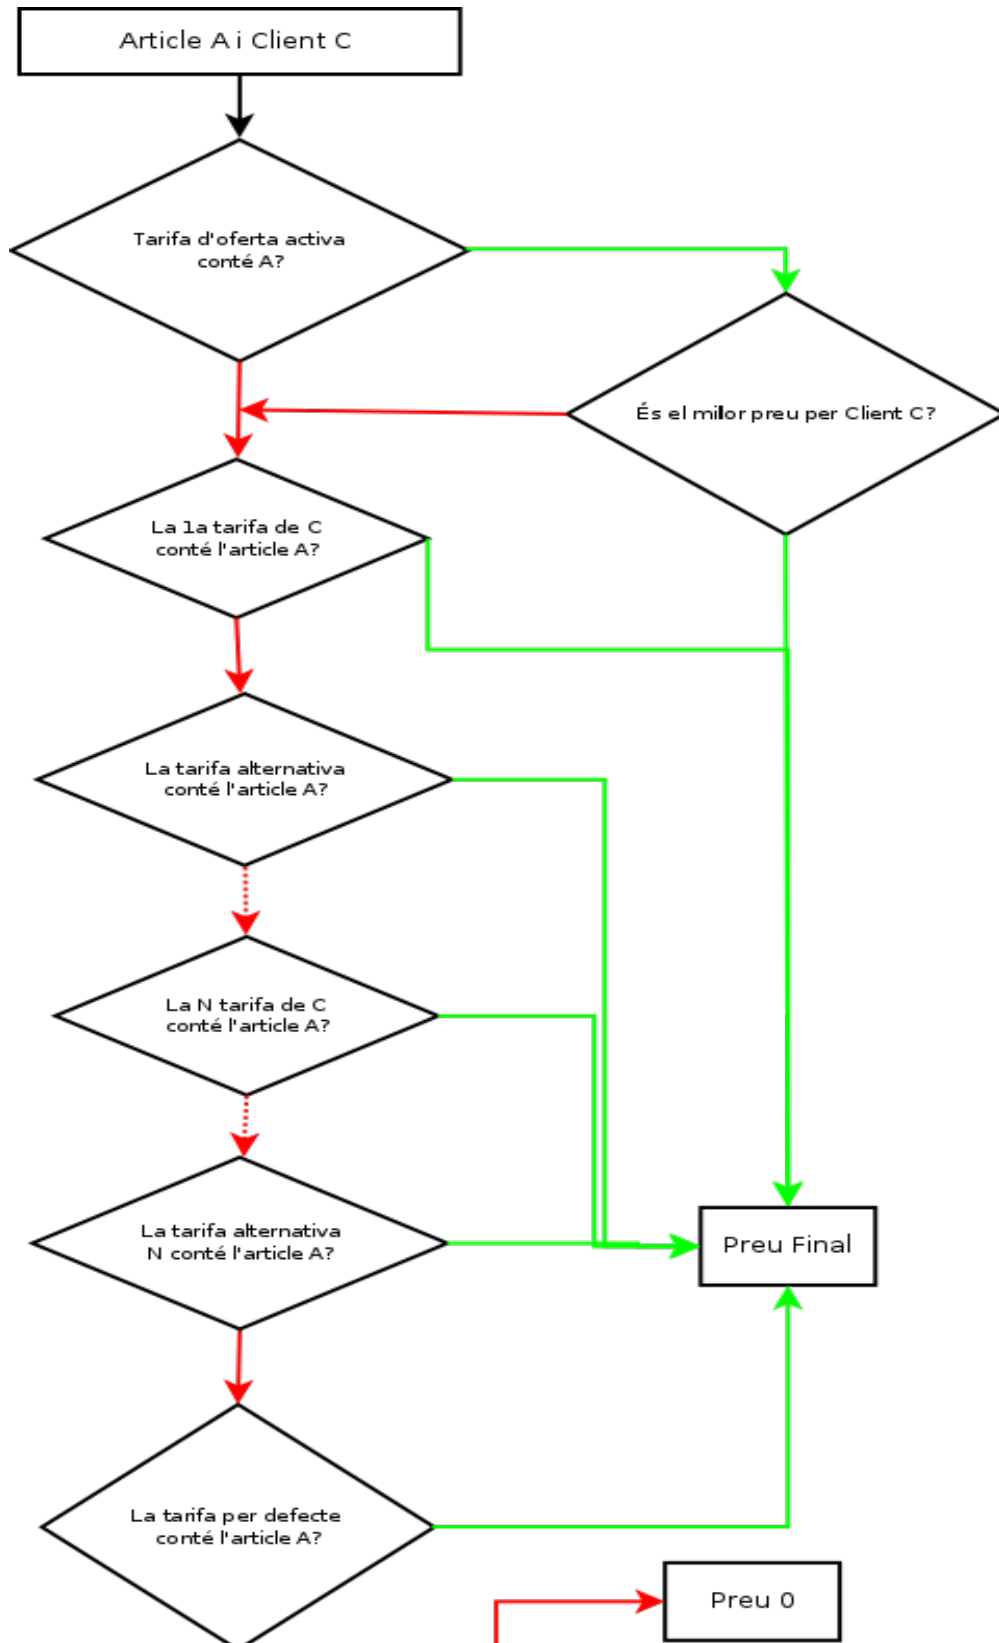 Article A i Client C
Tarifa d'oferta activa
conté A?
És el millor preu per Client C?
La 1a tarifa de C
conté l'article A?
La tarifa alternativa
conté l'article A?
La N tarifa de C
conté l'article A?
La tarifa alternativa
N conté l'article A?
Preu Final
La tarifa per defecte
conté l'article A?
Preu 0